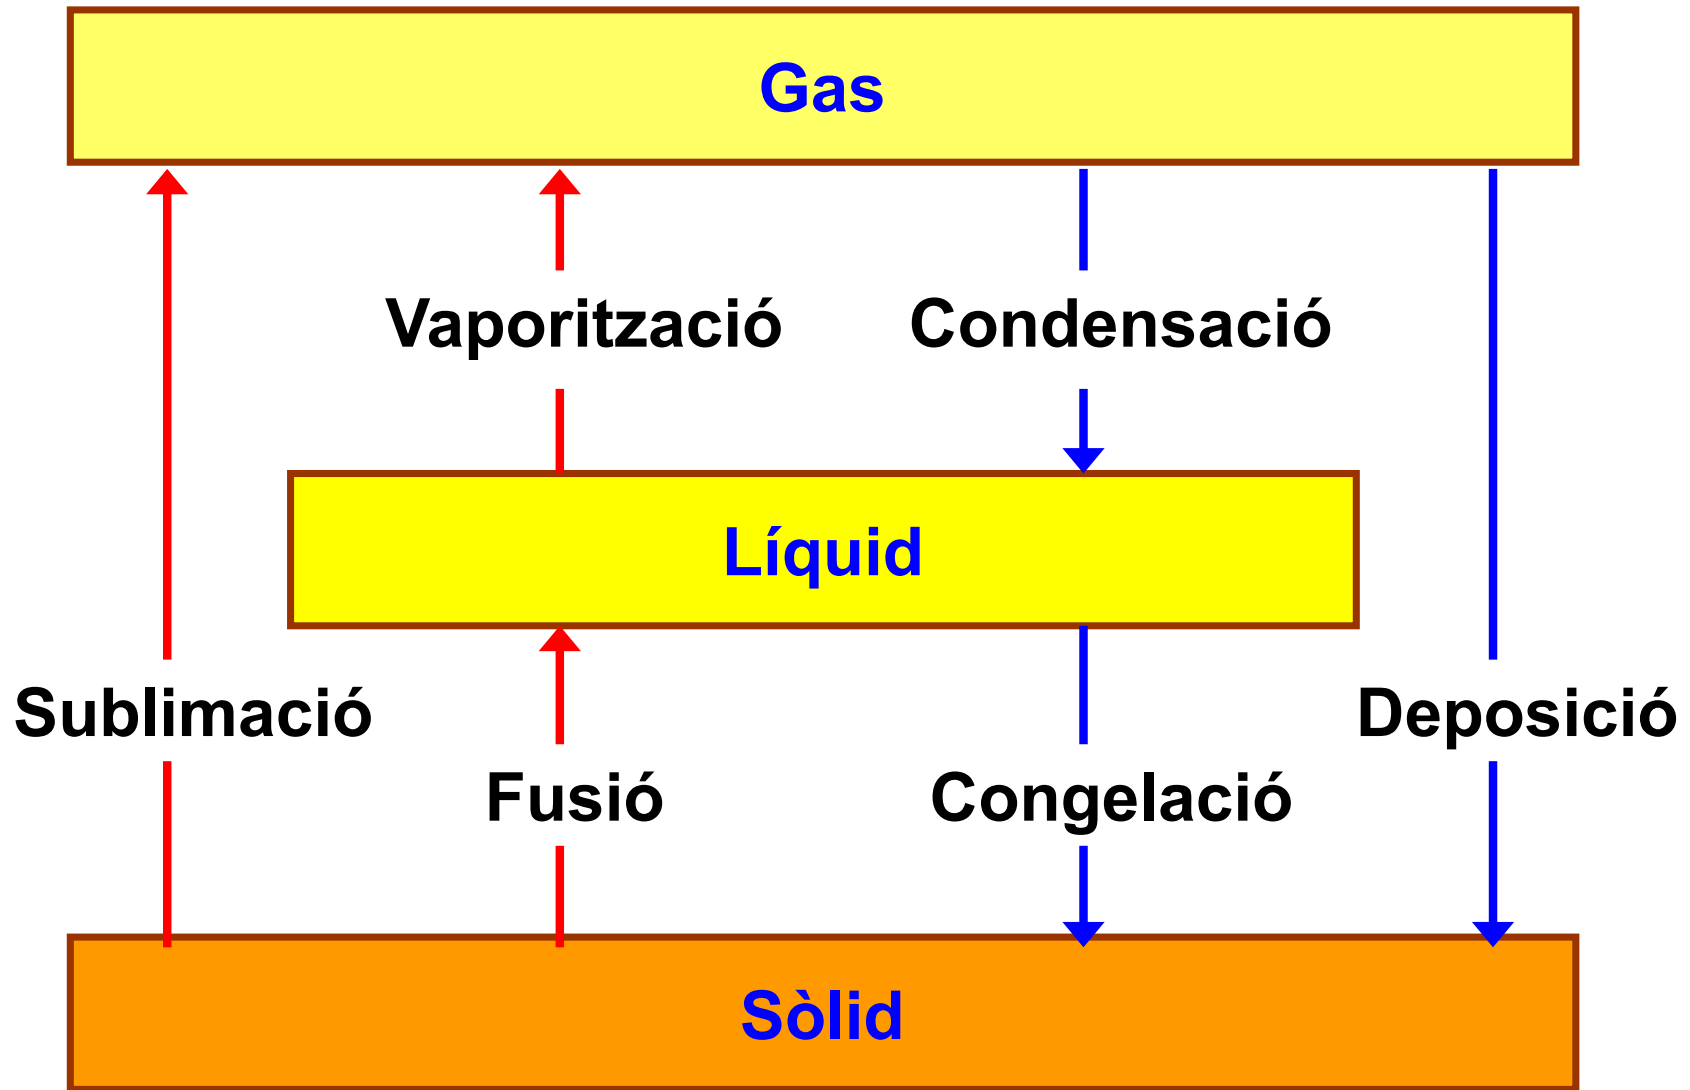 Gas
Vaporització
Condensació
Líquid
Sublimació
Deposició
Fusió
Congelació
Sòlid